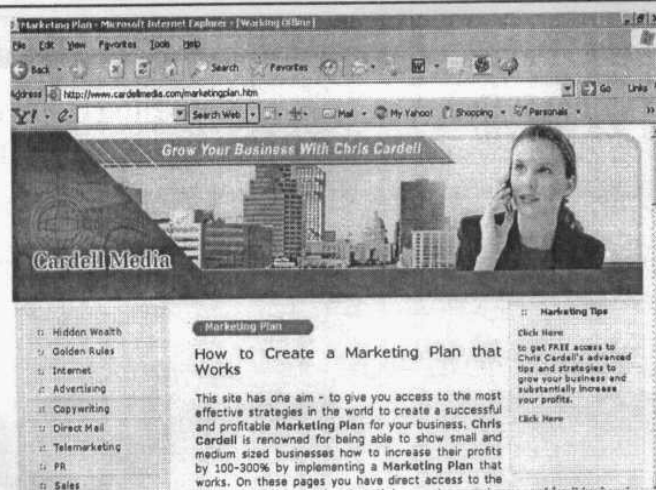 Marketing Plan - Microsoft Internet Explorer - [Working Offline]
File Edit View Favorites Tools Help
Back Search Favorites
Address http://www.cardellmedia.com/marketingplan.htm Go Links
Y! Search Web Mail My Yahoo! Shopping Personals
Grow Your Business With Chris Cardell
Cardell Media
Hidden Wealth
Golden Rules
Internet
Advertising
Copywriting
Direct Mail
Telemarketing
PR
Sales
Marketing Plan
How to Create a Marketing Plan that
Works
This site has one aim - to give you access to the most
effective strategies in the world to create a successful
and profitable Marketing Plan for your business. Chris
Cardell is renowned for being able to show small and
medium sized businesses how to increase their profits
by 100-300% by implementing a Marketing Plan that
works. On these pages you have direct access to the
Marketing Tips
Click Here
to get FREE access to
Chris Cardell's advanced
tips and strategies to
grow your business and
substantially increase
your profits.
Click Here